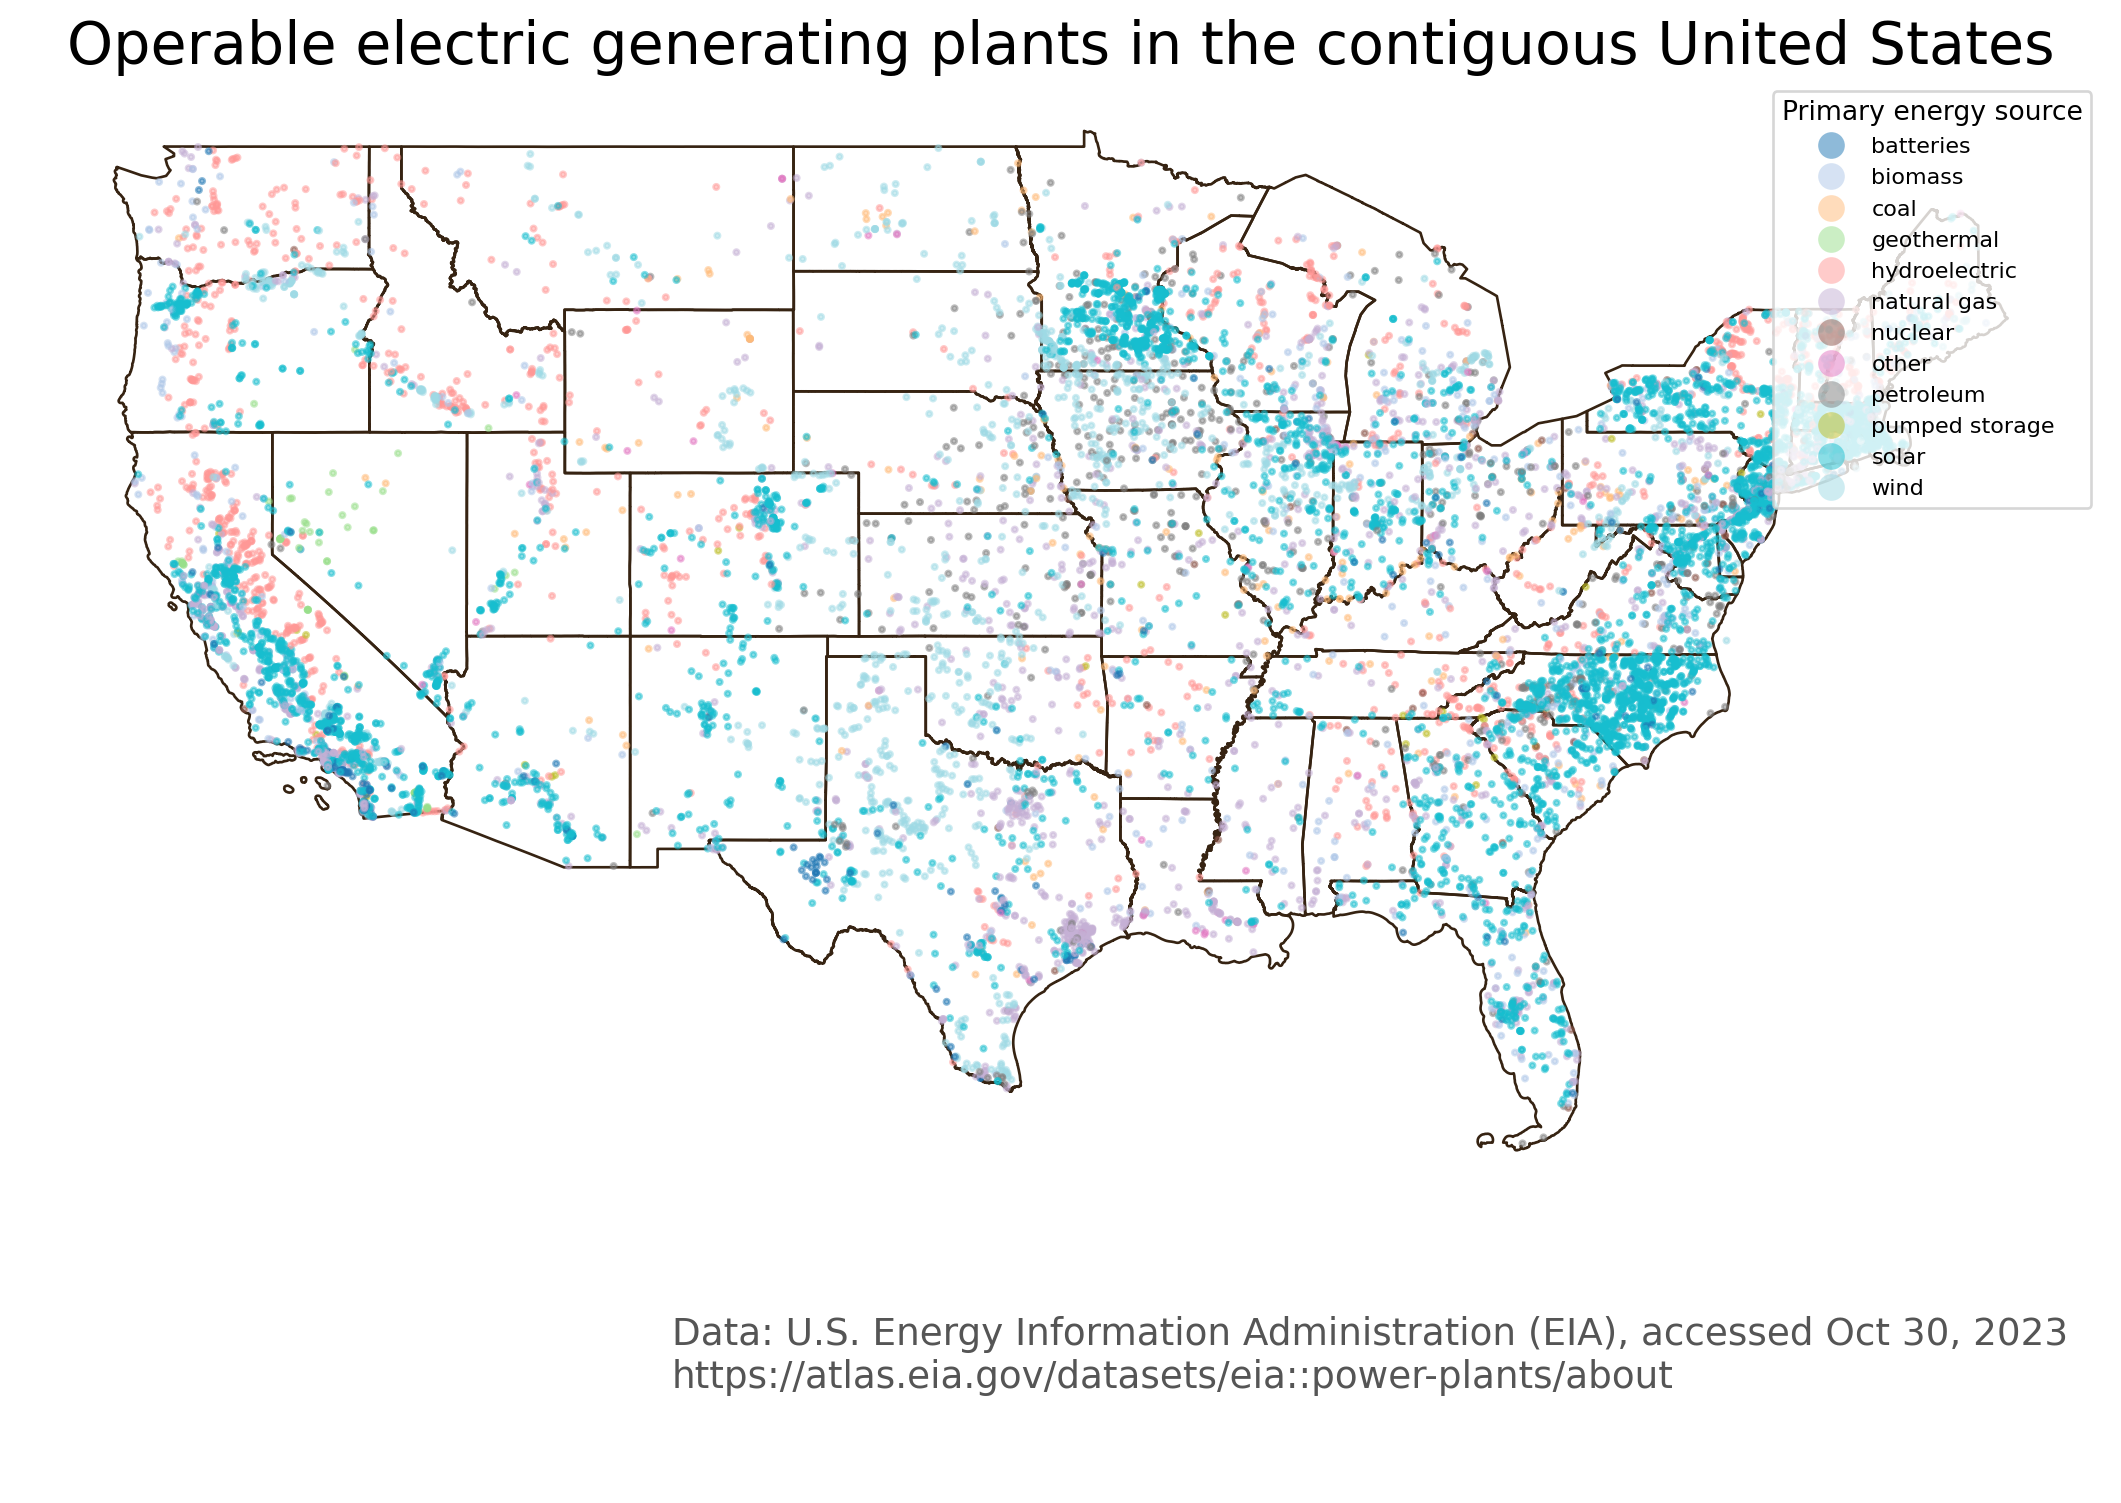 Operable electric generating plants in the contiguous United States
Primary energy source
batteries
biomass
coal
geothermal
hydroelectric
natural gas
nuclear
other
petroleum
pumped storage
solar
wind
Data: U.S. Energy Information Administration (EIA), accessed Oct 30, 2023
https://atlas.eia.gov/datasets/eia::power-plants/about